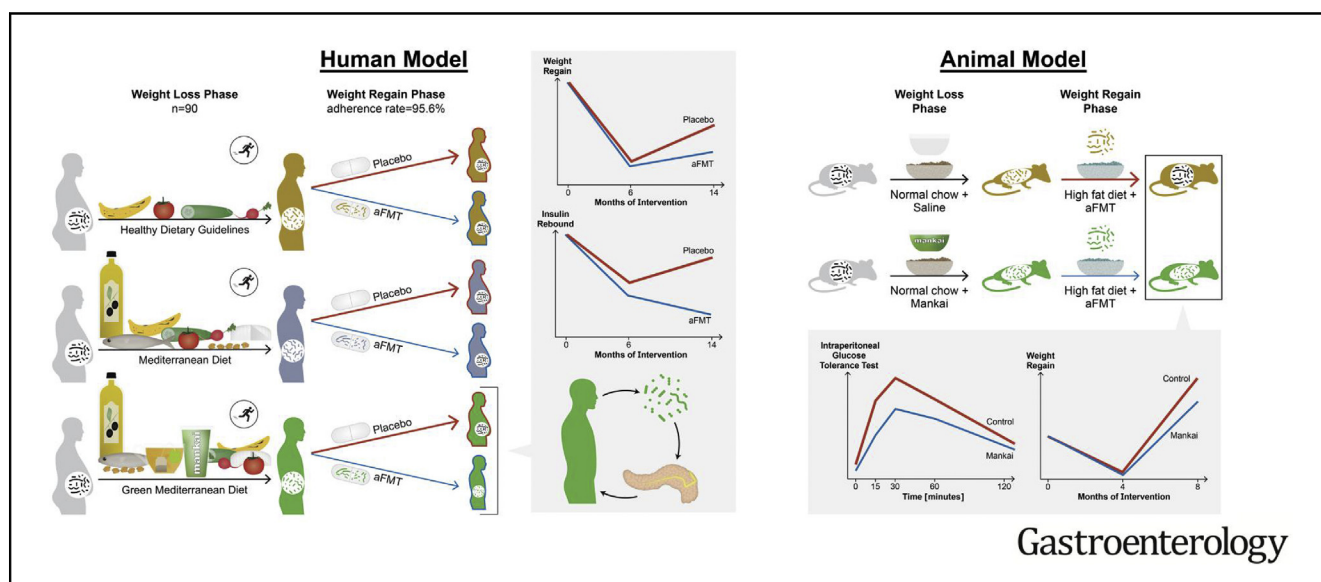 Human Model
Weight Loss Phase
n=90
Weight Regain Phase
adherence rate=95.6%
Healthy Dietary Guidelines
Placebo
aFMT
Mediterranean Diet
Placebo
aFMT
mankai
Green Mediterranean Diet
Placebo
aFMT
Weight
Regain
Placebo
aFMT
0
6
14
Months of Intervention
Insulin
Rebound
Placebo
aFMT
0
6
14
Months of Intervention
Animal Model
Weight Loss
Phase
Weight Regain
Phase
Normal chow +
Saline
High fat diet +
aFMT
mankai
Normal chow +
Mankai
High fat diet +
aFMT
Intraperitoneal
Glucose
Tolerance Test
Control
Mankai
0
15
30
60
120
Time [minutes]
Weight
Regain
Control
Mankai
0
4
8
Months of Intervention
Gastroenterology